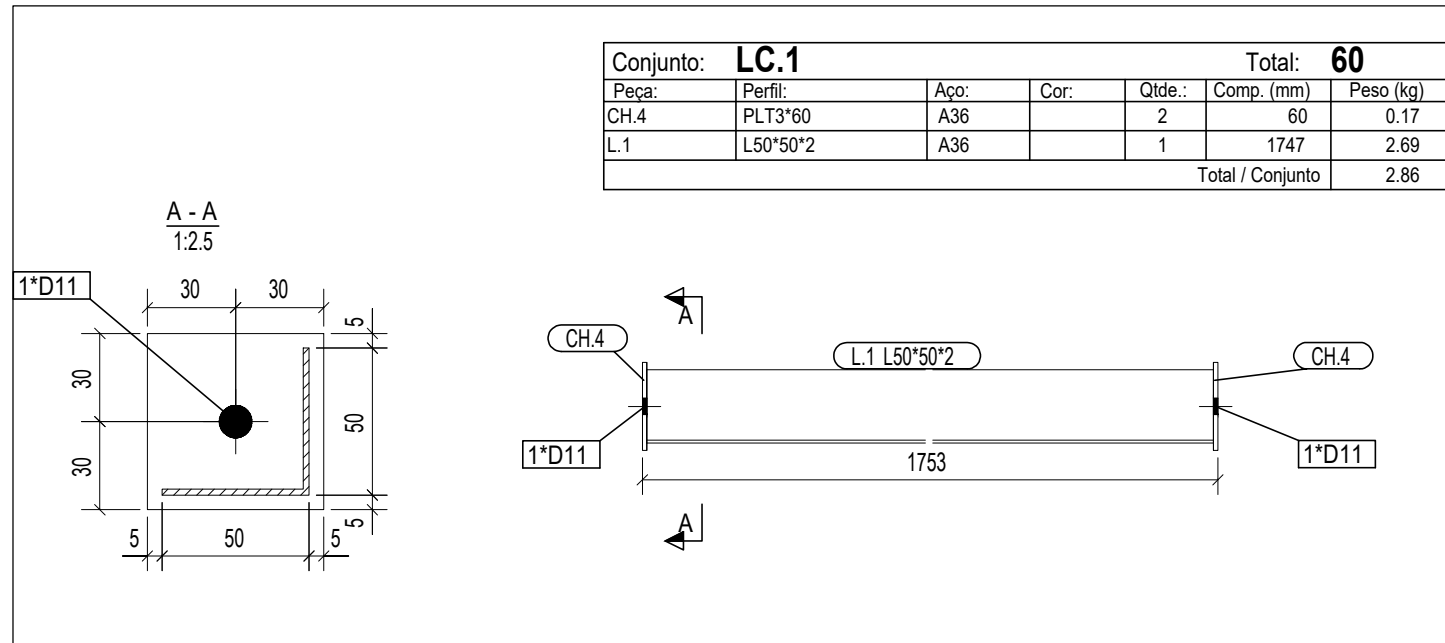 Conjunto: LC.1 Total: 60
Peça: Perfil: Aço: Cor: Qtde.: Comp. (mm) Peso (kg)
CH.4 PLT3*60 A36 2 60 0.17
L.1 L50*50*2 A36 1 1747 2.69
Total / Conjunto 2.86
A - A
1:2.5
1*D11
30 30
5
30
50
30
5
5 50 5
A
CH.4
L.1 L50*50*2
CH.4
1*D11
1*D11
1753
A